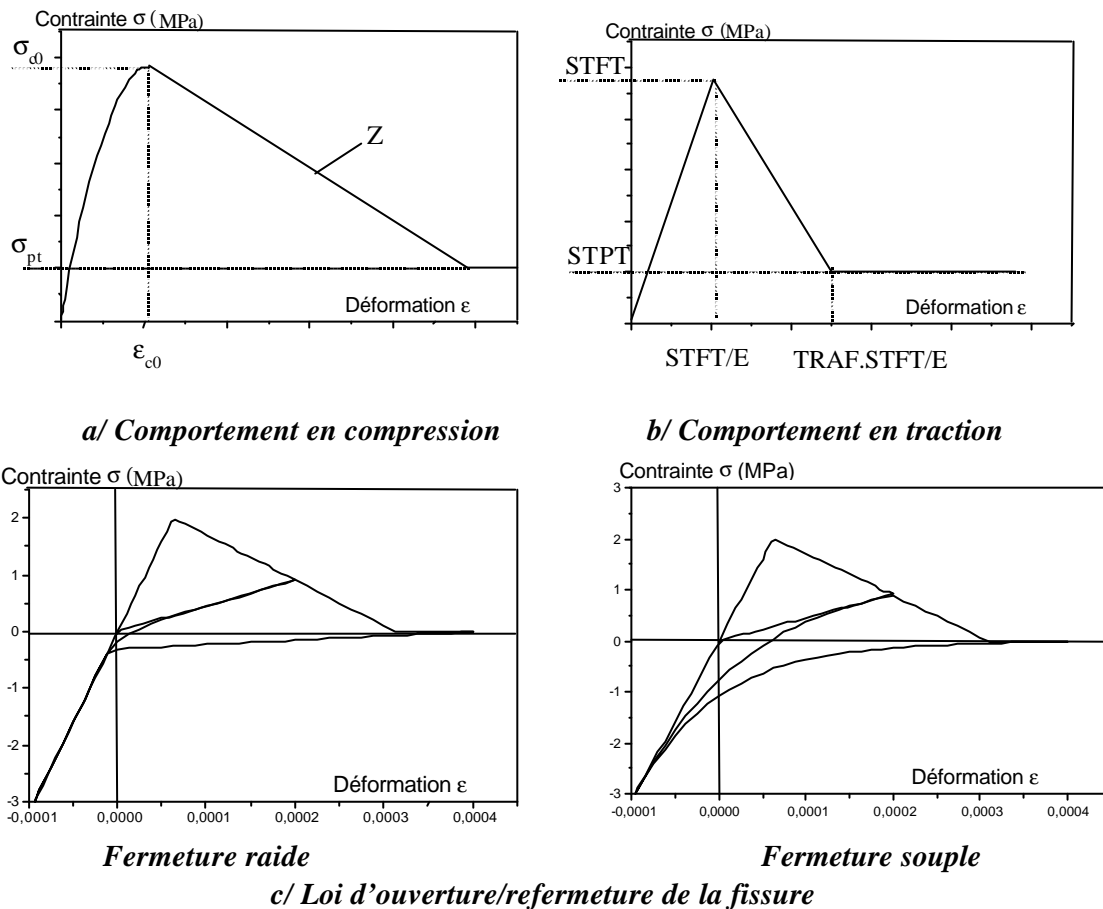 Contrainte σ (MPa)
σc0
Z
σpt
Déformation ε
εc0
Contrainte σ (MPa)
STFT
STPT
Déformation ε
STFT/E TRAF.STFT/E
a/ Comportement en compression
b/ Comportement en traction
Contrainte σ (MPa)
2
1
0
-1
-2
-3
Déformation ε
-0,0001 0,0000 0,0001 0,0002 0,0003 0,0004
Fermeture raide
Contrainte σ (MPa)
3
2
1
0
-1
-2
-3
Déformation ε
-0,0001 0,0000 0,0001 0,0002 0,0003 0,0004
Fermeture souple
c/ Loi d'ouverture/refermeture de la fissure